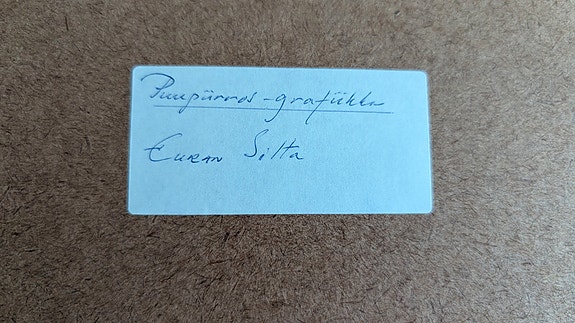 Puupiirros-grafiikka
Euran Silta